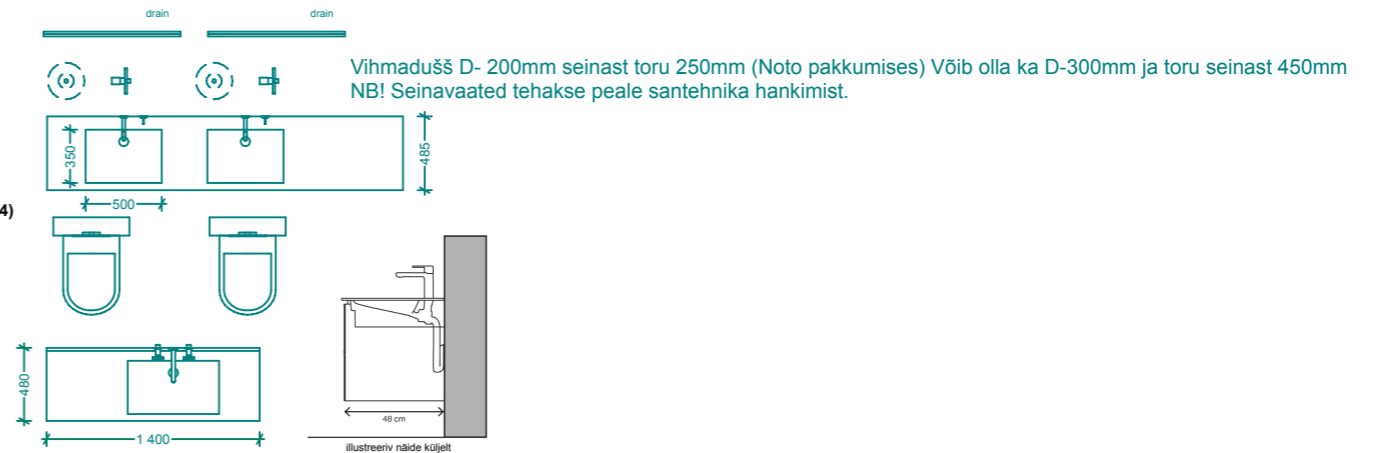 drain drain
Vihmadušš D- 200mm seinast toru 250mm (Noto pakkumises) Võib olla ka D-300mm ja toru seinast 450mm
NB! Seinavaated tehakse peale santehnika hankimist.
350
485
500
4)
480
48 cm
1 400
illustreeriv näide küljelt